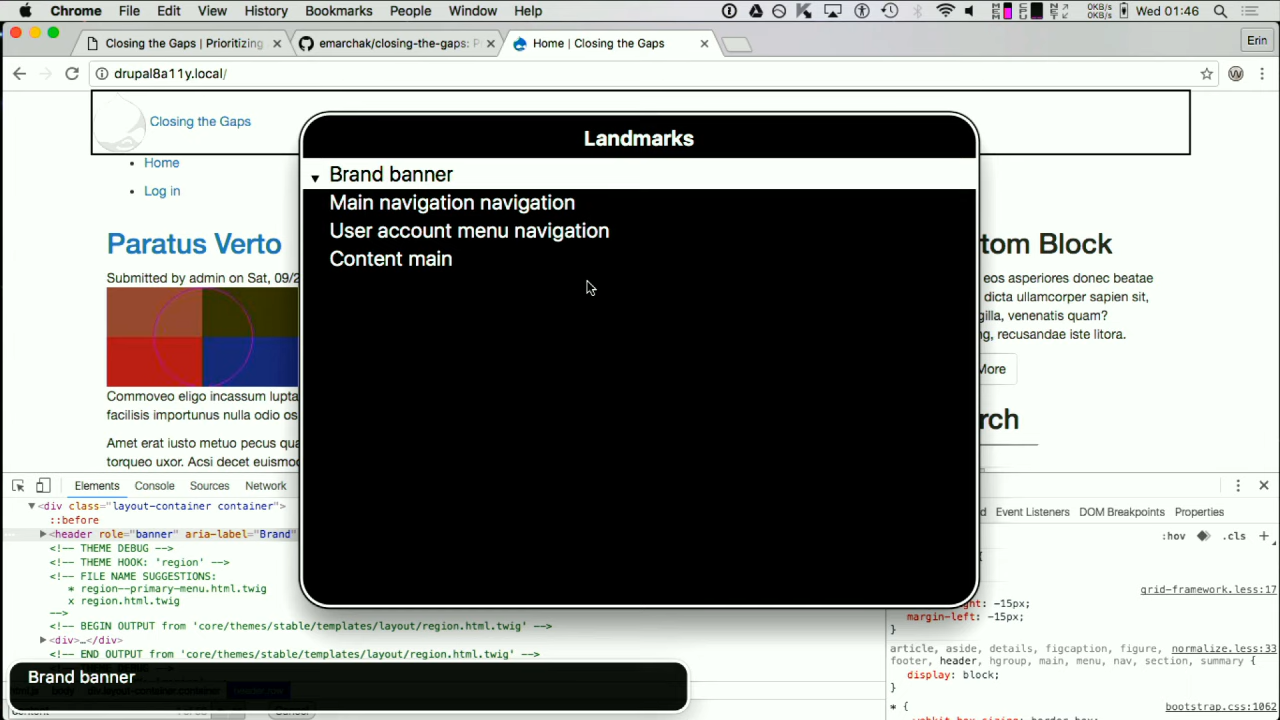 Chrome File Edit View History Bookmarks People Window Help
0KB/s
0KB/s
Wed 01:46
Closing the Gaps | Prioritizing
emarchak/closing-the-gaps:
Home | Closing the Gaps
Erin
drupal8a11y.local/
Closing the Gaps
Home
Log in
Paratus Verto
Submitted by admin on Sat, 09/2
Commoveo eligo incassum lupta
facilisis importunus nulla odio os
Amet erat iusto metuo pecus qua
torqueo uxor. Acsi decet euismod
Landmarks
Brand banner
Main navigation navigation
User account menu navigation
Content main
tom Block
eos asperiores donec beatae
dicta ullamcorper sapien sit,
gilla, venenatis quam?
ng, recusandae iste litora.
More
rch
Elements Console Sources Network
<div class="layout-container container">
::before
<header role="banner" aria-label="Brand"
<!-- THEME DEBUG -->
<!-- THEME HOOK: 'region' -->
<!-- FILE NAME SUGGESTIONS:
* region--primary-menu.html.twig
x region.html.twig
-->
<!-- BEGIN OUTPUT from 'core/themes/stable/templates/layout/region.html.twig' -->
<div>…</div>
<!-- END OUTPUT from 'core/themes/stable/templates/layout/region.html.twig' -->
Brand banner
d Event Listeners DOM Breakpoints Properties
:hov .cls +
{
grid-framework.less:17
ght: -15px;
margin-left: -15px;
}
article, aside, details, figcaption, figure, normalize.less:33
footer, header, hgroup, main, menu, nav, section, summary {
display: block;
}
* { bootstrap.css:1062